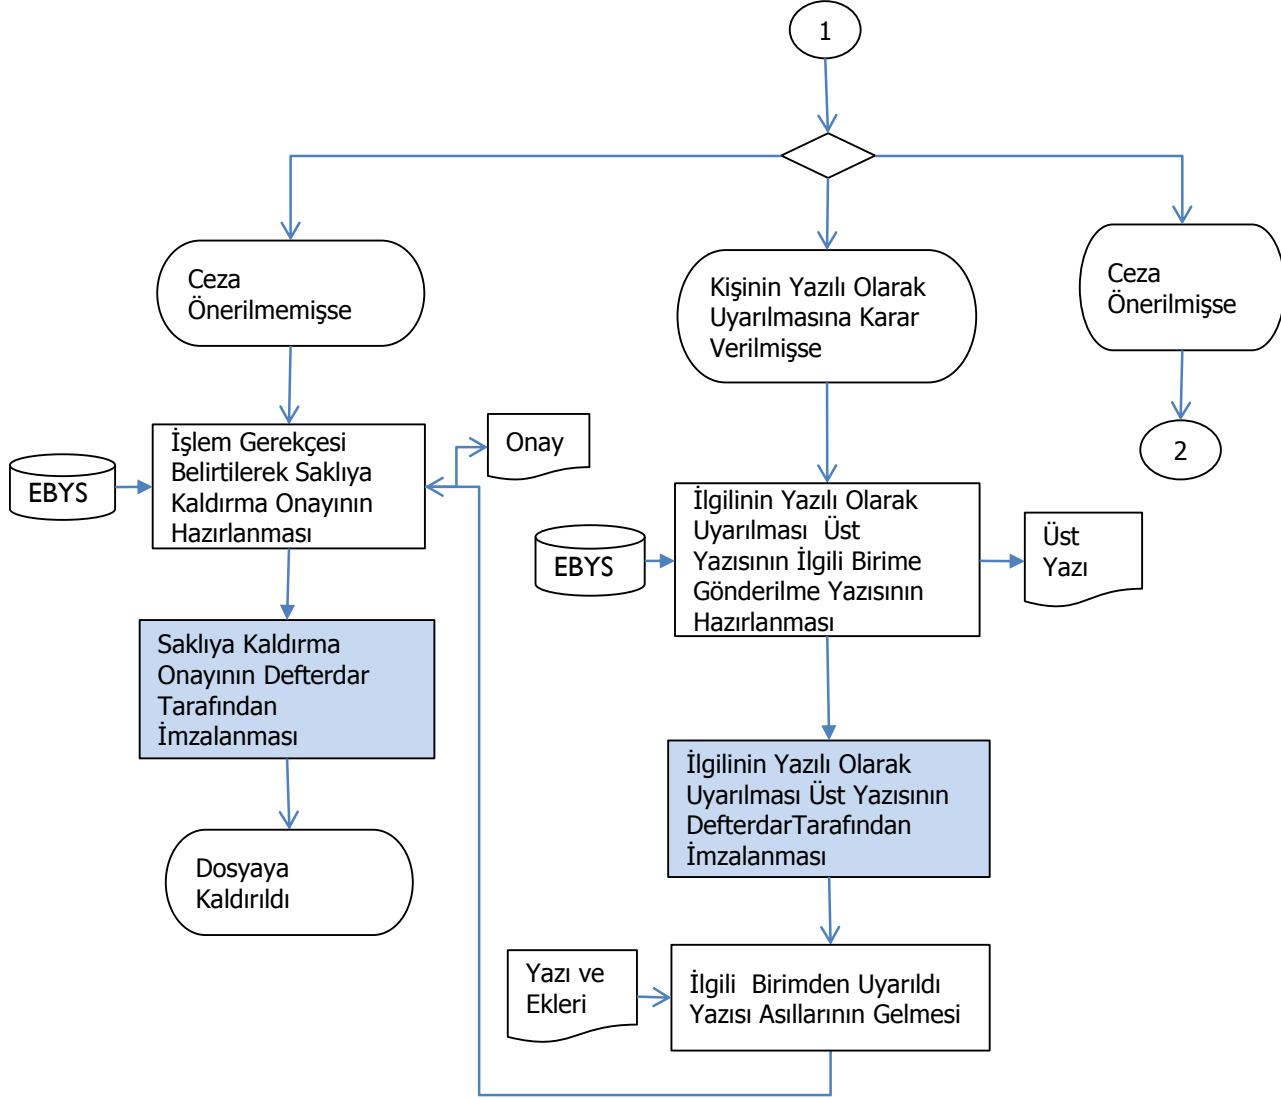 1
Ceza
Önerilmemişse
Kişinin Yazılı Olarak
Uyarılmasına Karar
Verilmişse
Ceza
Önerilmişse
EBYS
İşlem Gerekçesi
Belirtilerek Saklıya
Kaldırma Onayının
Hazırlanması
Onay
2
EBYS
İlgilinin Yazılı Olarak
Uyarılması Üst
Yazısının İlgili Birime
Gönderilme Yazısının
Hazırlanması
Üst
Yazı
Saklıya Kaldırma
Onayının Defterdar
Tarafından
İmzalanması
İlgilinin Yazılı Olarak
Uyarılması Üst Yazısının
DefterdarTarafından
İmzalanması
Dosyaya
Kaldırıldı
Yazı ve
Ekleri
İlgili Birimden Uyarıldı
Yazısı Asıllarının Gelmesi